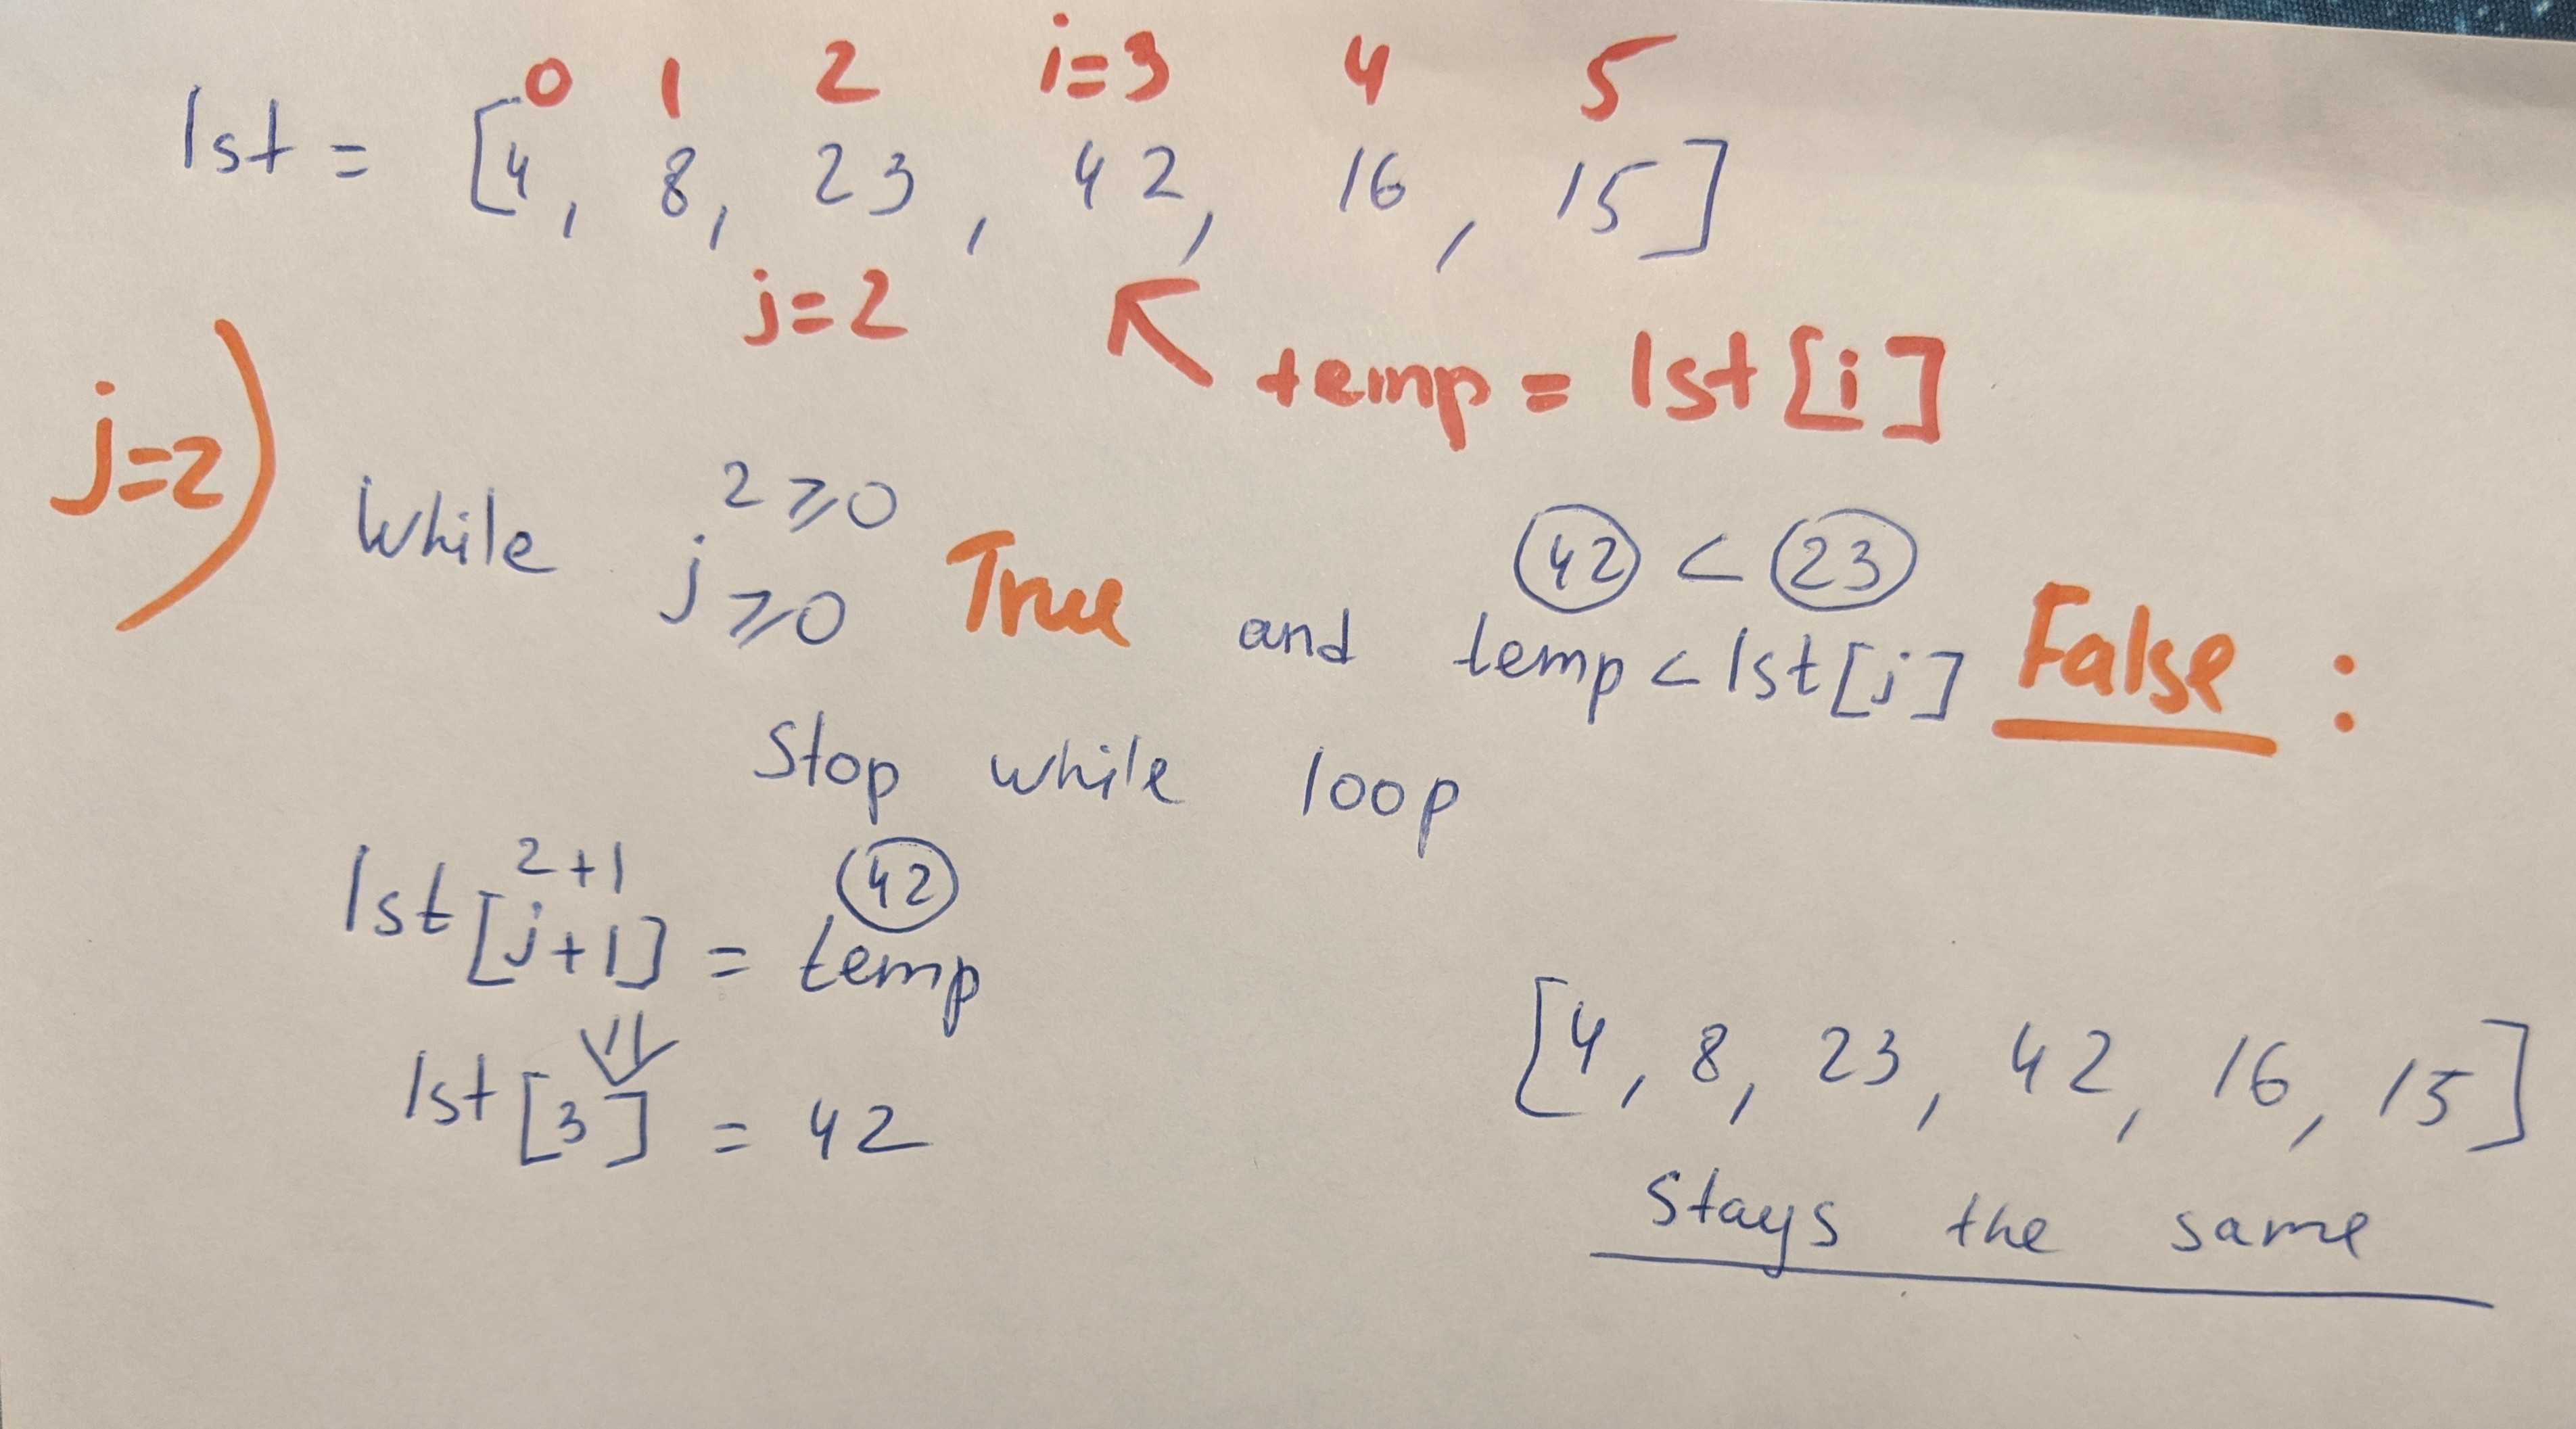 0 1 2 i=3 4 5
lst = [4, 8, 23, 42, 16, 15]
j=2
temp = lst[i]
j=2)
2 ⩾ 0
42 < 23
While j ⩾ 0 True and temp < lst[j] False :
Stop while loop
2+1
42
lst[j+1] = temp
⇓
lst[3] = 42
[4, 8, 23, 42, 16, 15]
Stays the same